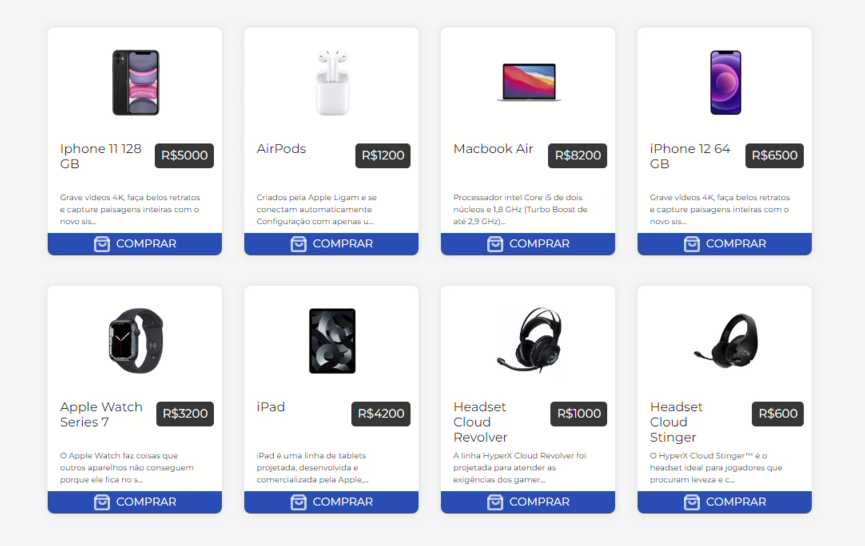 Iphone 11 128
GB
R$5000
Grave vídeos 4K, faça belos retratos
e capture paisagens inteiras com o
novo sis...
COMPRAR
AirPods
R$1200
Criados pela Apple Ligam e se
conectam automaticamente
Configuração com apenas u...
COMPRAR
Macbook Air
R$8200
Processador intel Core i5 de dois
núcleos e 1,8 GHz (Turbo Boost de
até 2,9 GHz)...
COMPRAR
iPhone 12 64
GB
R$6500
Grave vídeos 4K, faça belos retratos
e capture paisagens inteiras com o
novo sis...
COMPRAR
Apple Watch
Series 7
R$3200
O Apple Watch faz coisas que
outros aparelhos não conseguem
porque ele fica no s...
COMPRAR
iPad
R$4200
iPad é uma linha de tablets
projetada, desenvolvida e
comercializada pela Apple,...
COMPRAR
Headset
Cloud
Revolver
R$1000
A linha HyperX Cloud Revolver foi
projetada para atender as
exigências dos gamer...
COMPRAR
Headset
Cloud
Stinger
R$600
O HyperX Cloud Stinger™ é o
headset ideal para jogadores que
procuram leveza e c...
COMPRAR